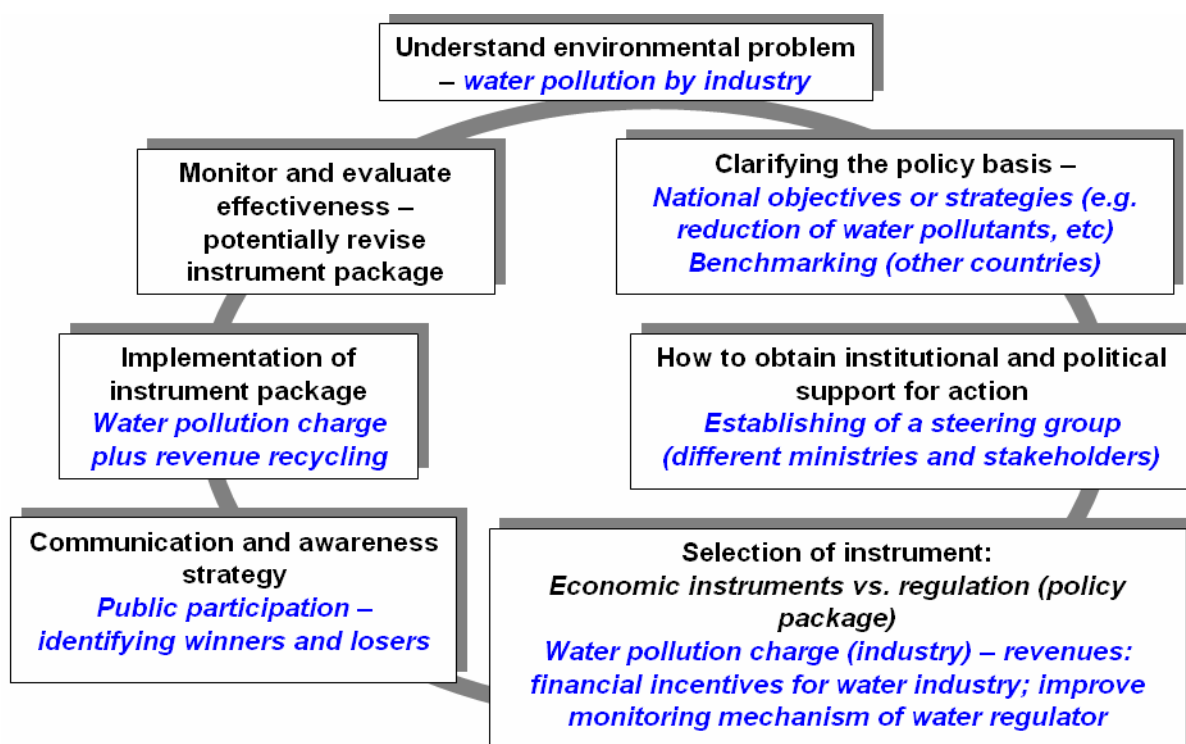 Understand environmental problem
– water pollution by industry
Clarifying the policy basis –
National objectives or strategies (e.g.
reduction of water pollutants, etc)
Benchmarking (other countries)
How to obtain institutional and political
support for action
Establishing of a steering group
(different ministries and stakeholders)
Selection of instrument:
Economic instruments vs. regulation (policy
package)
Water pollution charge (industry) – revenues:
financial incentives for water industry; improve
monitoring mechanism of water regulator
Communication and awareness
strategy
Public participation –
identifying winners and losers
Implementation of
instrument package
Water pollution charge
plus revenue recycling
Monitor and evaluate
effectiveness –
potentially revise
instrument package